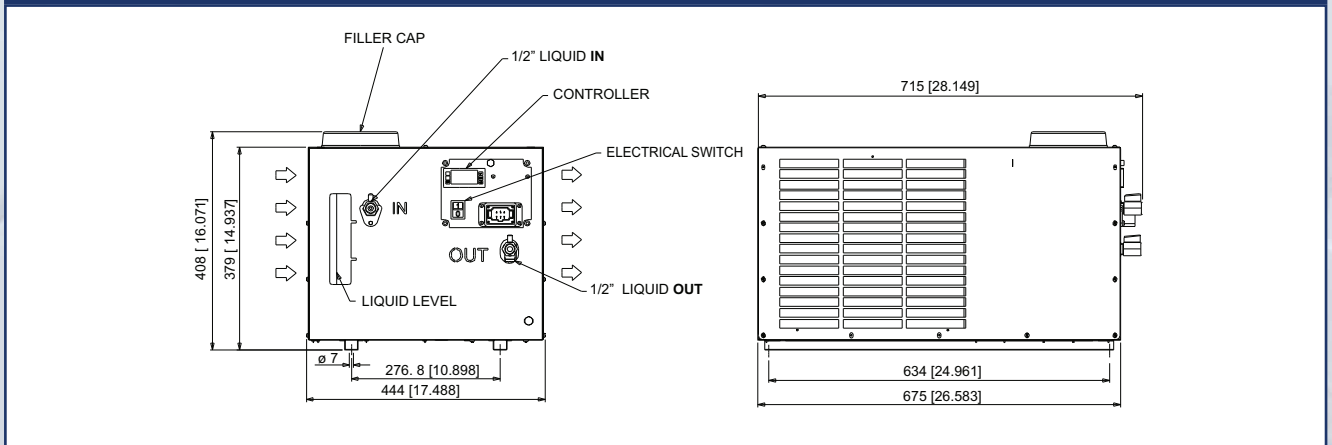 FILLER CAP
1/2” LIQUID IN
CONTROLLER
ELECTRICAL SWITCH
IN
OUT
LIQUID LEVEL
1/2” LIQUID OUT
408 [ 16.071]
379 [ 14.937]
ø 7
276. 8 [10.898]
444 [17.488]
715 [28.149]
634 [24.961]
675 [26.583]